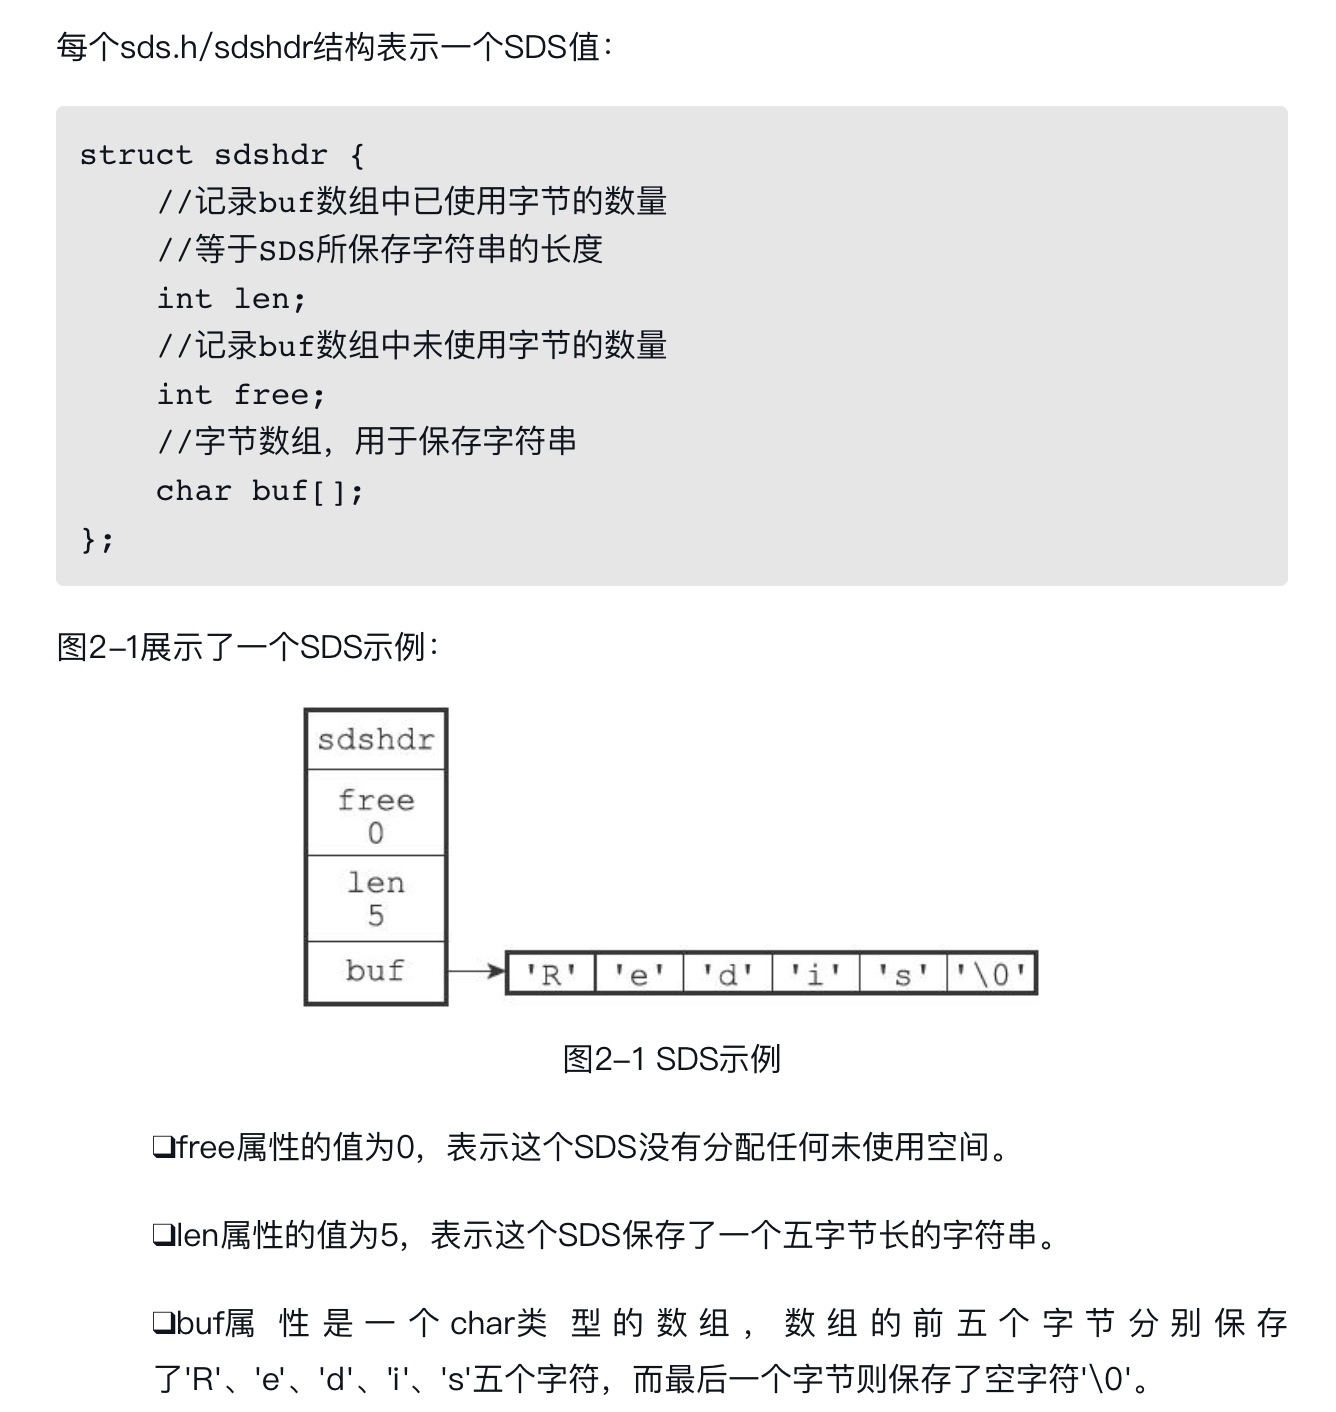 每个sds.h/sdshdr结构表示一个SDS值：
struct sdshdr {
//记录buf数组中已使用字节的数量
//等于SDS所保存字符串的长度
int len;
//记录buf数组中未使用字节的数量
int free;
//字节数组，用于保存字符串
char buf[];
};
图2–1展示了一个SDS示例：
sdshdr
free
0
len
5
buf
'R' 'e' 'd' 'i' 's' '\0'
图2–1 SDS示例
❏free属性的值为0，表示这个SDS没有分配任何未使用空间。
❏len属性的值为5，表示这个SDS保存了一个五字节长的字符串。
❏buf属性是一个char类型的数组，数组的前五个字节分别保存
了'R'、'e'、'd'、'i'、's'五个字符，而最后一个字节则保存了空字符'\0'。